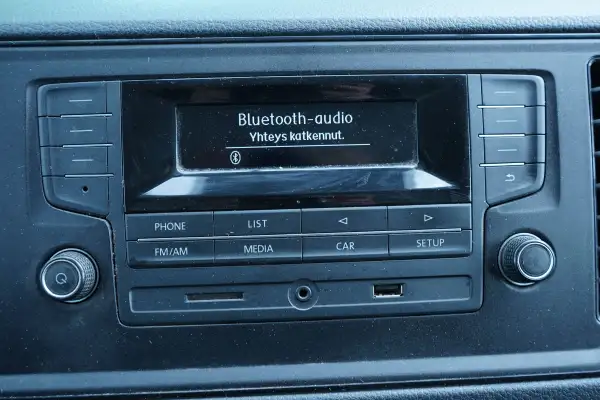 Bluetooth-audio
Yhteys katkennut.
PHONE LIST
FM/AM MEDIA CAR SETUP